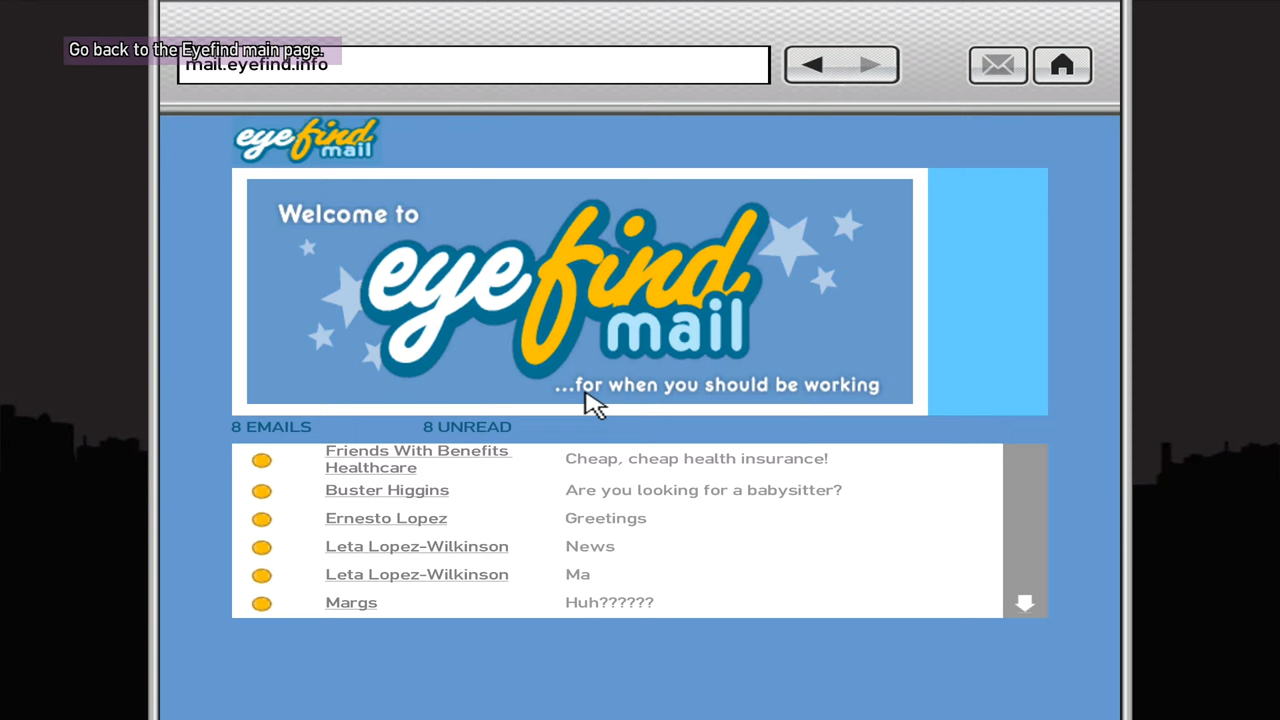 Go back to the Eyefind main page.
mail.eyefind.info
eyefind
mail
Welcome to
eyefind
mail
...for when you should be working
8 EMAILS 8 UNREAD
Friends With Benefits
Healthcare Cheap, cheap health insurance!
Buster Higgins Are you looking for a babysitter?
Ernesto Lopez Greetings
Leta Lopez-Wilkinson News
Leta Lopez-Wilkinson Ma
Margs Huh??????